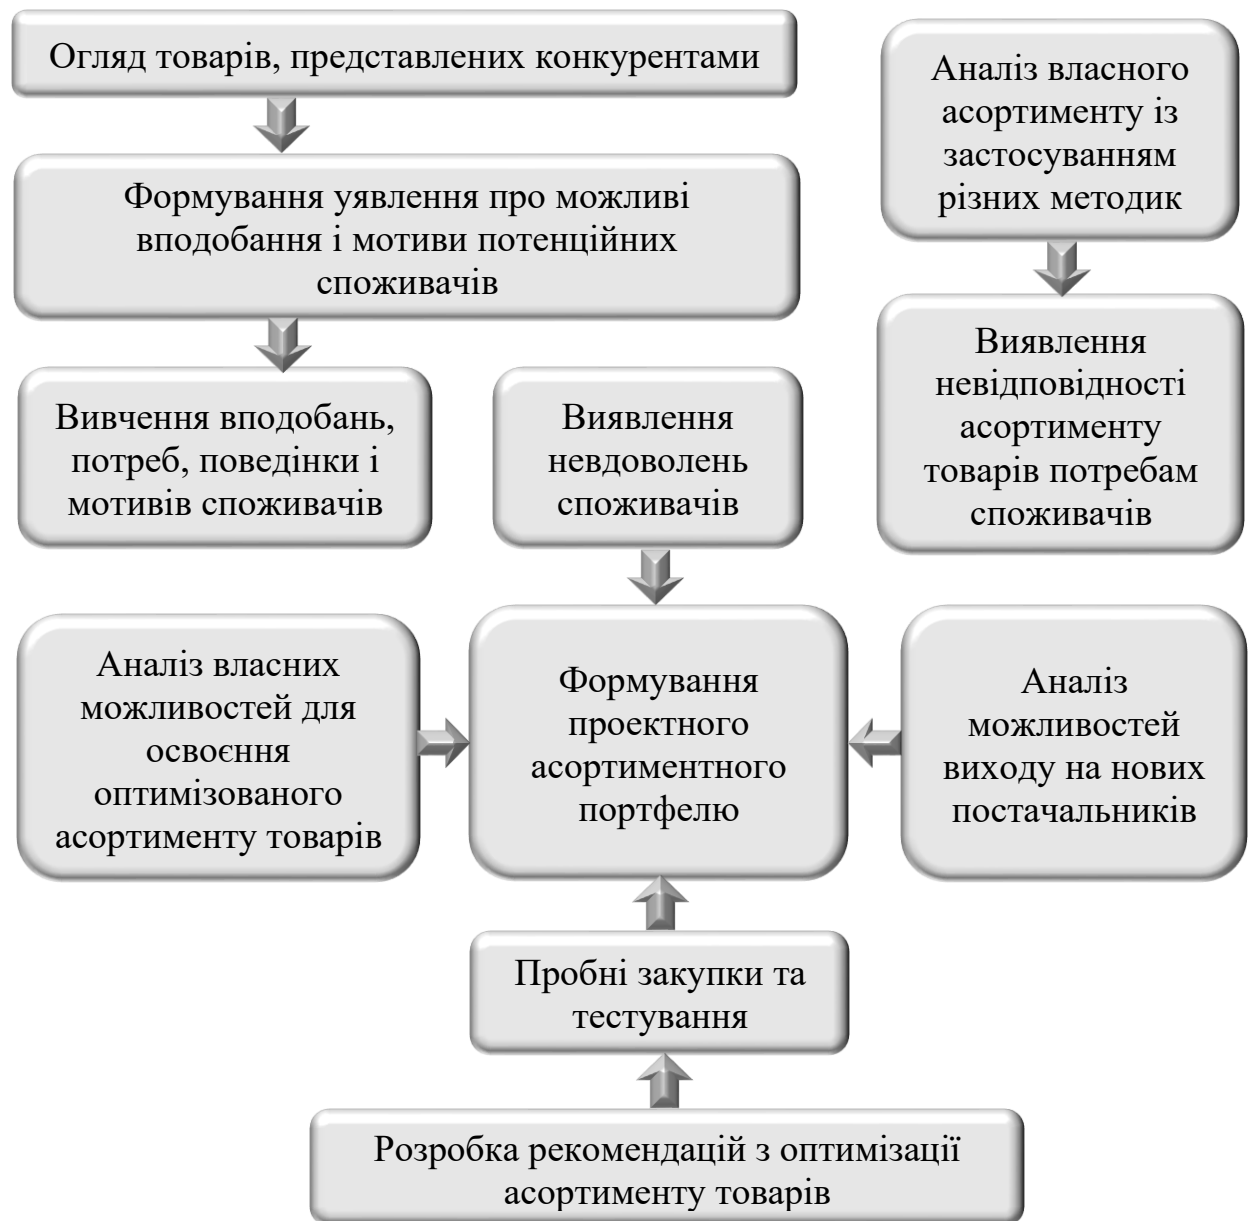 Огляд товарів, представлених конкурентами
Формування уявлення про можливі
вподобання і мотиви потенційних
споживачів
Вивчення вподобань,
потреб, поведінки і
мотивів споживачів
Виявлення
невдоволень
споживачів
Аналіз власного
асортименту із
застосуванням
різних методик
Виявлення
невідповідності
асортименту
товарів потребам
споживачів
Аналіз власних
можливостей для
освоєння
оптимізованого
асортименту товарів
Формування
проектного
асортиментного
портфелю
Аналіз
можливостей
виходу на нових
постачальників
Пробні закупки та
тестування
Розробка рекомендацій з оптимізації
асортименту товарів